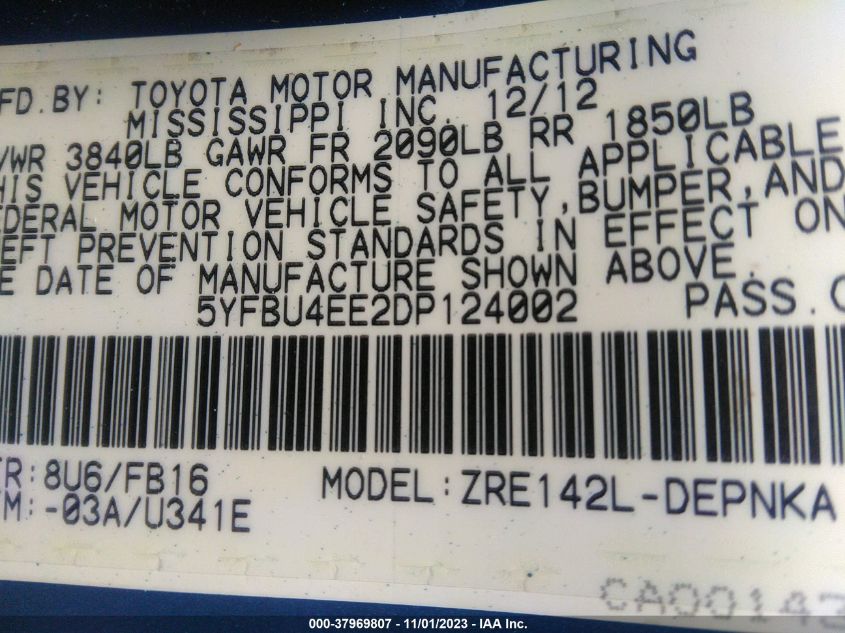 FD.BY: TOYOTA MOTOR MANUFACTURING
MISSISSIPPI INC. 12/12
VWR 3840LB GAWR FR 2090LB RR 1850LB
HIS VEHICLE CONFORMS TO ALL APPLICABLE
EDERAL MOTOR VEHICLE SAFETY, BUMPER, AND
EFT PREVENTION STANDARDS IN EFFECT ON
E DATE OF MANUFACTURE SHOWN ABOVE.
5YFBU4EE2DP124002 PASS.C
TR:8U6/FB16 MODEL:ZRE142L-DEPNKA
M:-03A/U341E
CA00142
000-37969807 - 11/01/2023 - IAA Inc.